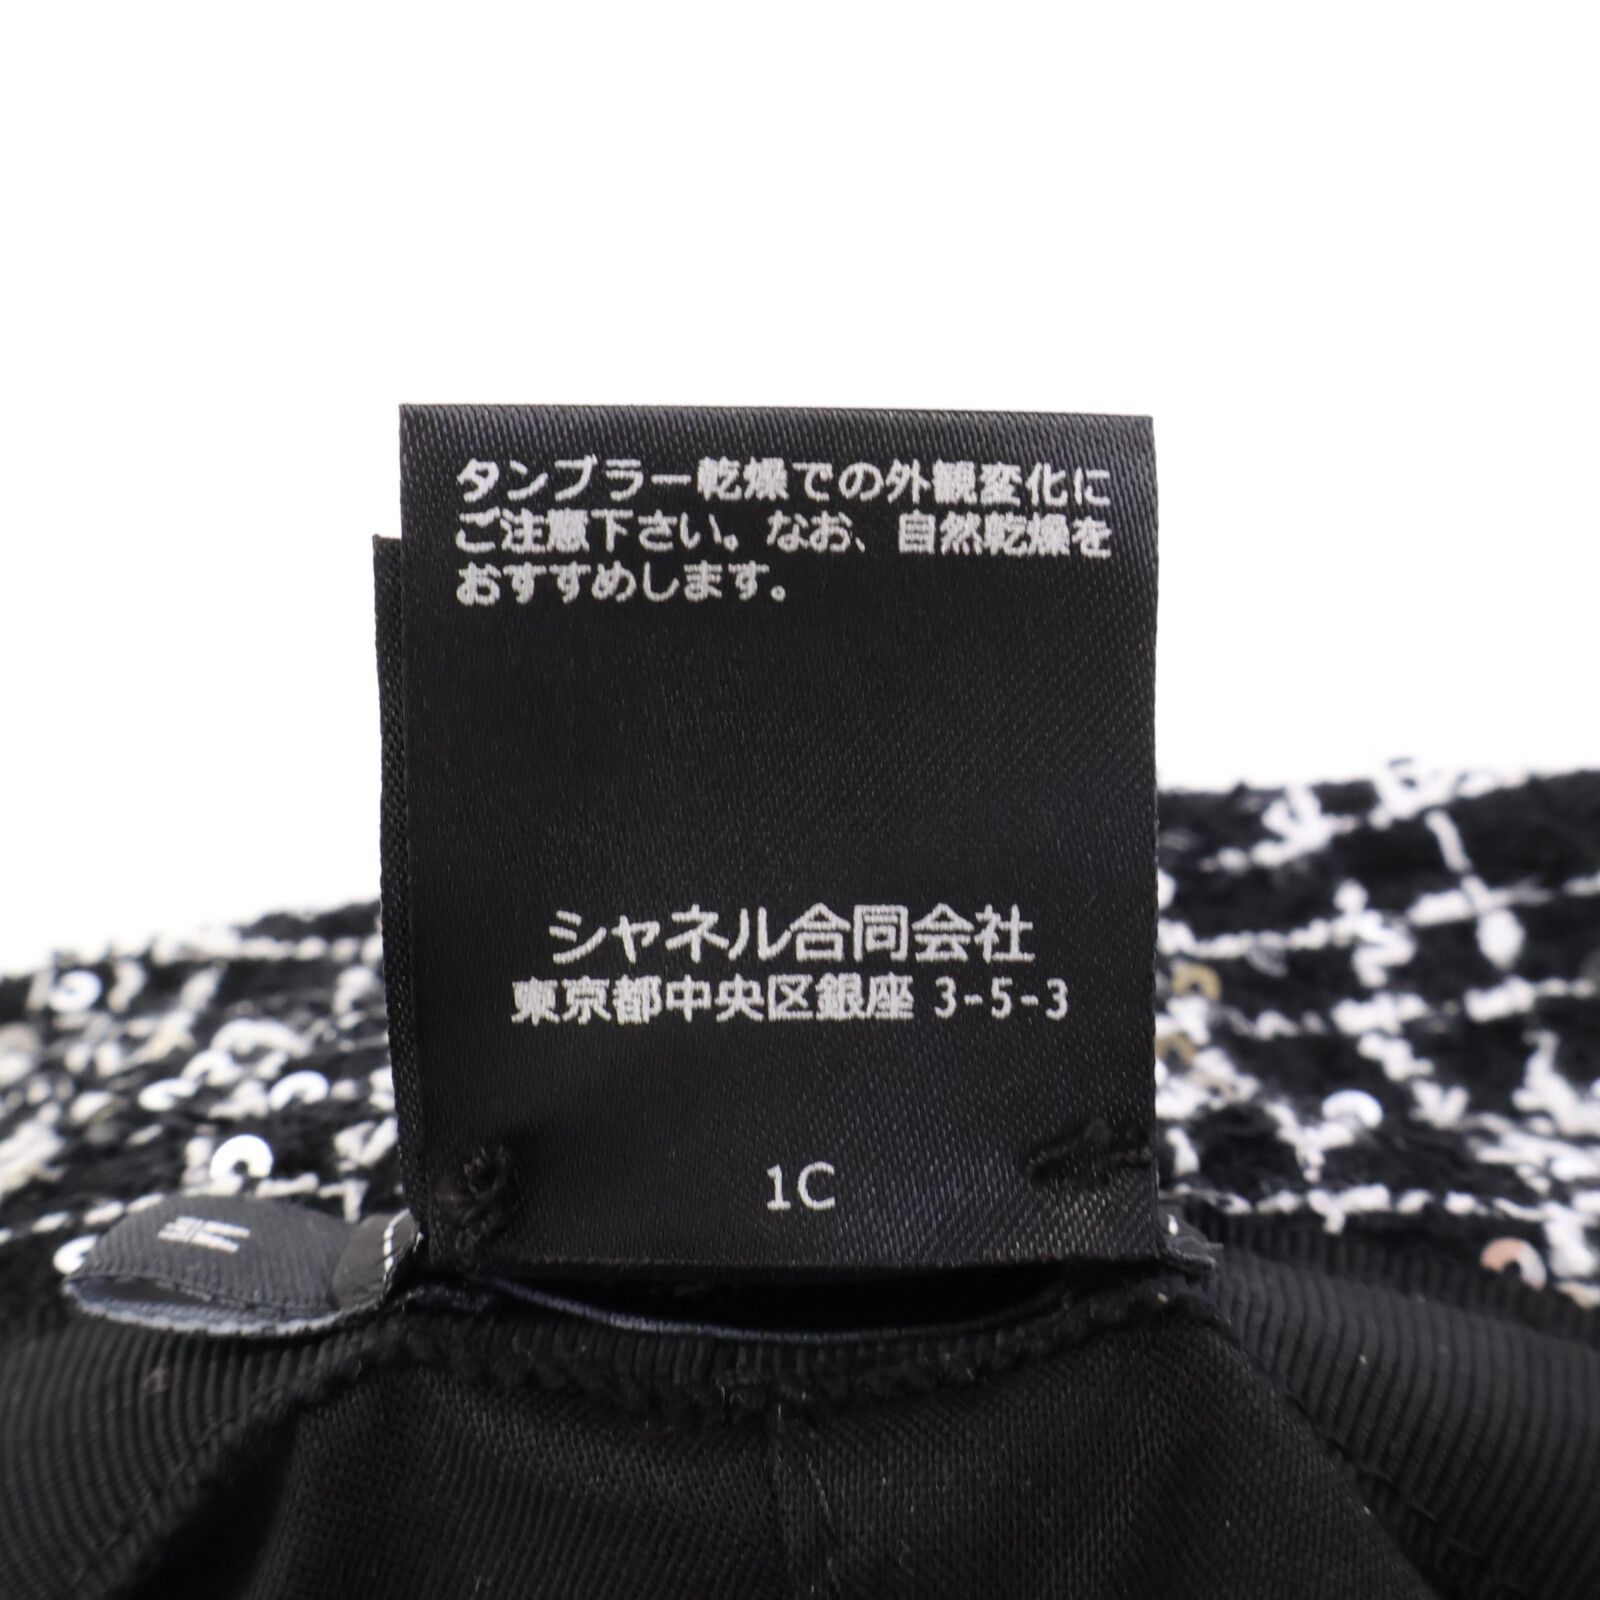 タンブラー乾燥での外観変化に
ご注意下さい。なお、自然乾燥を
おすすめします。
シャネル合同会社
東京都中央区銀座 3-5-3
1C
M